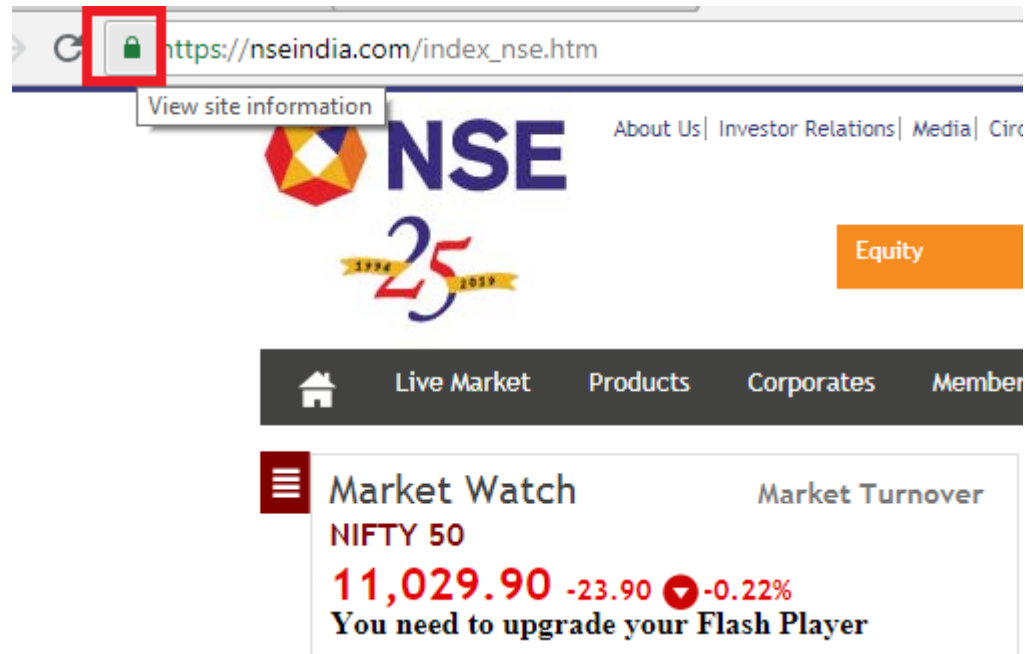 https://nseindia.com/index_nse.htm
View site information
NSE
About Us| Investor Relations| Media| Circ
1994 25 2019
Equity
Live Market Products Corporates Member
Market Watch Market Turnover
NIFTY 50
11,029.90 -23.90 -0.22%
You need to upgrade your Flash Player